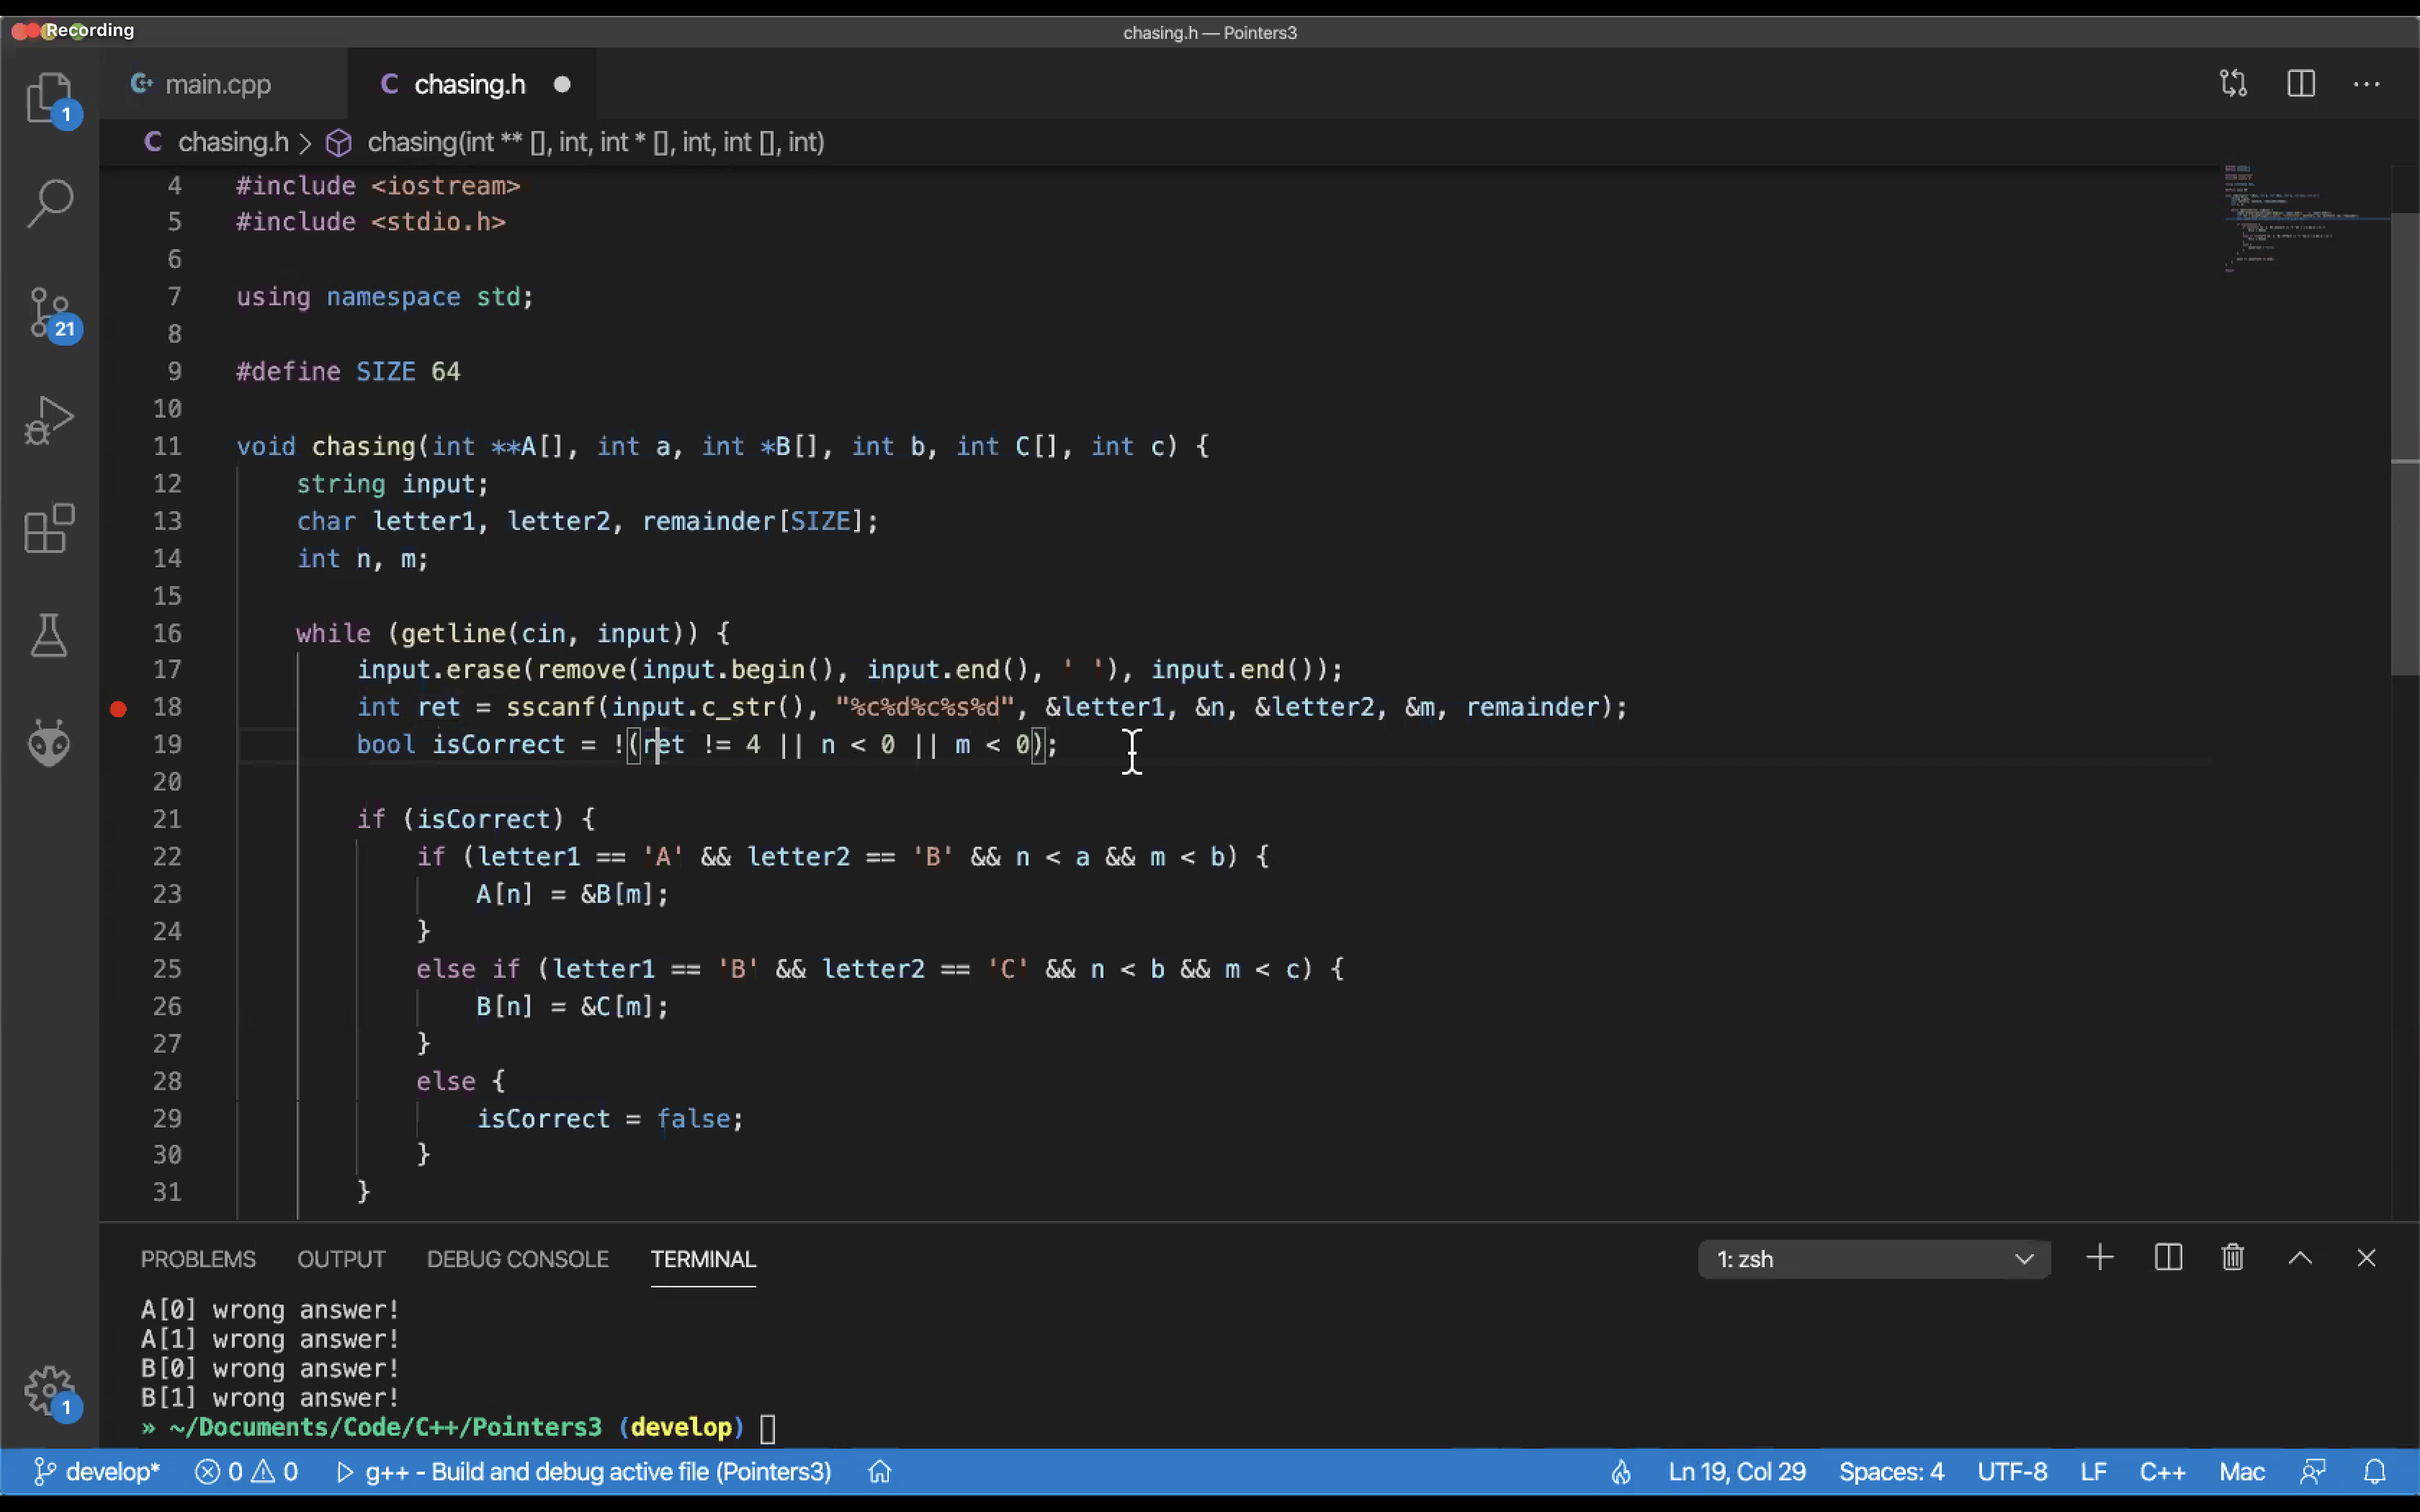 Recording
chasing.h — Pointers3
main.cpp
C chasing.h
1
C chasing.h > chasing(int ** [], int, int * [], int, int [], int)
4 #include <iostream>
5 #include <stdio.h>
6
7 using namespace std;
8
21
9 #define SIZE 64
10
11 void chasing(int **A[], int a, int *B[], int b, int C[], int c) {
12 string input;
13 char letter1, letter2, remainder[SIZE];
14 int n, m;
15
16 while (getline(cin, input)) {
17 input.erase(remove(input.begin(), input.end(), ' '), input.end());
18 int ret = sscanf(input.c_str(), "%c%d%c%s%d", &letter1, &n, &letter2, &m, remainder);
19 bool isCorrect = !(ret != 4 || n < 0 || m < 0);
20
21 if (isCorrect) {
22 if (letter1 == 'A' && letter2 == 'B' && n < a && m < b) {
23 A[n] = &B[m];
24 }
25 else if (letter1 == 'B' && letter2 == 'C' && n < b && m < c) {
26 B[n] = &C[m];
27 }
28 else {
29 isCorrect = false;
30 }
31 }
PROBLEMS OUTPUT DEBUG CONSOLE TERMINAL 1: zsh
A[0] wrong answer!
A[1] wrong answer!
B[0] wrong answer!
B[1] wrong answer!
1
» ~/Documents/Code/C++/Pointers3 (develop)
develop* 0 0 g++ - Build and debug active file (Pointers3) Ln 19, Col 29 Spaces: 4 UTF-8 LF C++ Mac